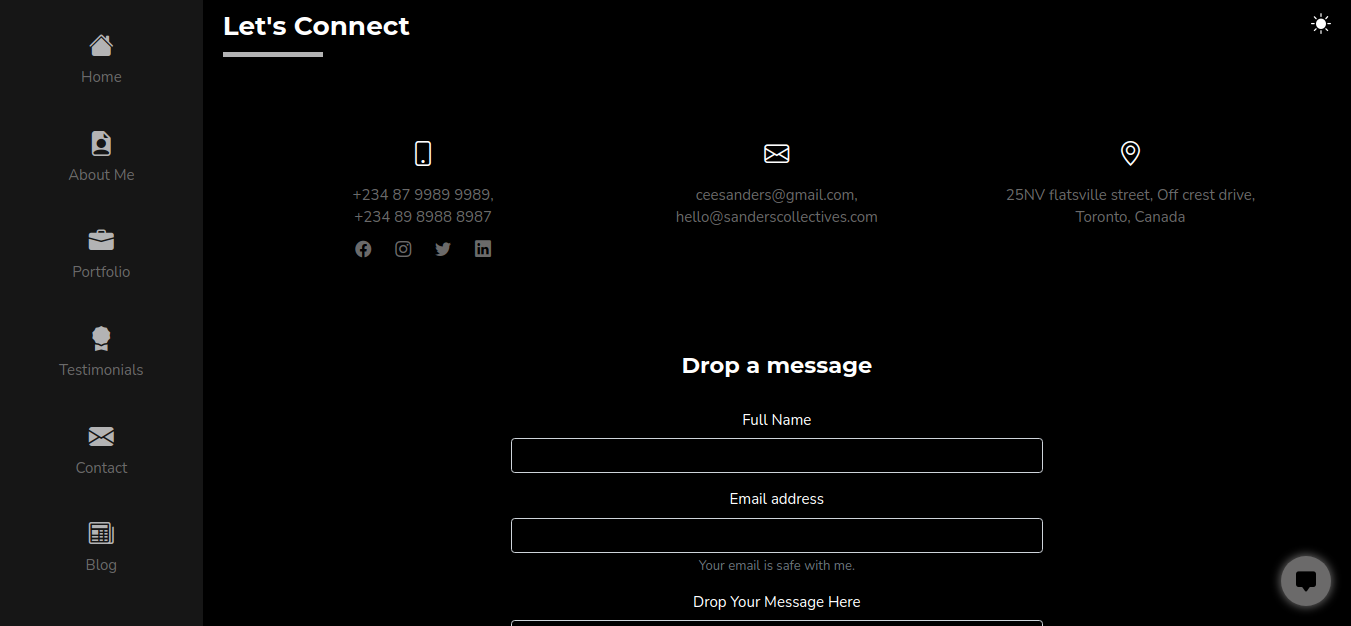 Home
About Me
Portfolio
Testimonials
Contact
Blog
Let's Connect
+234 87 9989 9989,
+234 89 8988 8987
ceesanders@gmail.com,
hello@sanderscollectives.com
25NV flatsville street, Off crest drive,
Toronto, Canada
Drop a message
Full Name
Email address
Your email is safe with me.
Drop Your Message Here